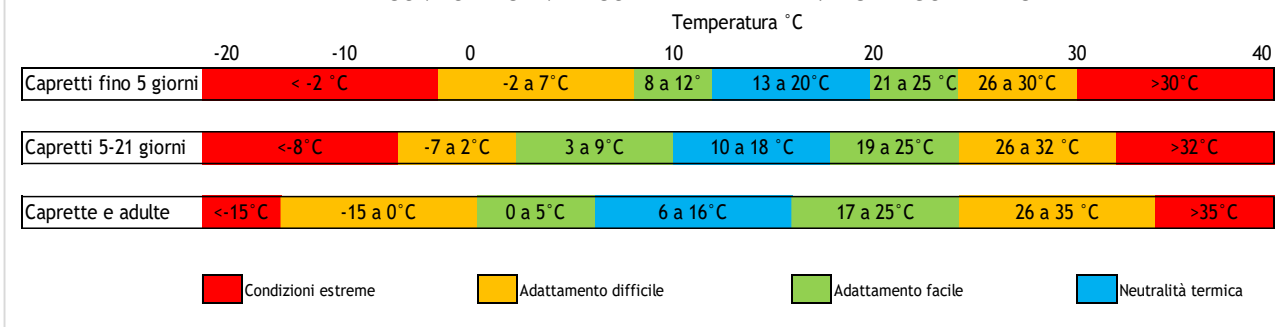 Temperatura °C
-20 -10 0 10 20 30 40
Capretti fino 5 giorni < -2 °C -2 a 7°C 8 a 12° 13 a 20°C 21 a 25 °C 26 a 30°C >30°C
Capretti 5-21 giorni <-8°C -7 a 2°C 3 a 9°C 10 a 18 °C 19 a 25°C 26 a 32 °C >32°C
Caprette e adulte <-15°C -15 a 0°C 0 a 5°C 6 a 16°C 17 a 25°C 26 a 35 °C >35°C
Condizioni estreme Adattamento difficile Adattamento facile Neutralità termica